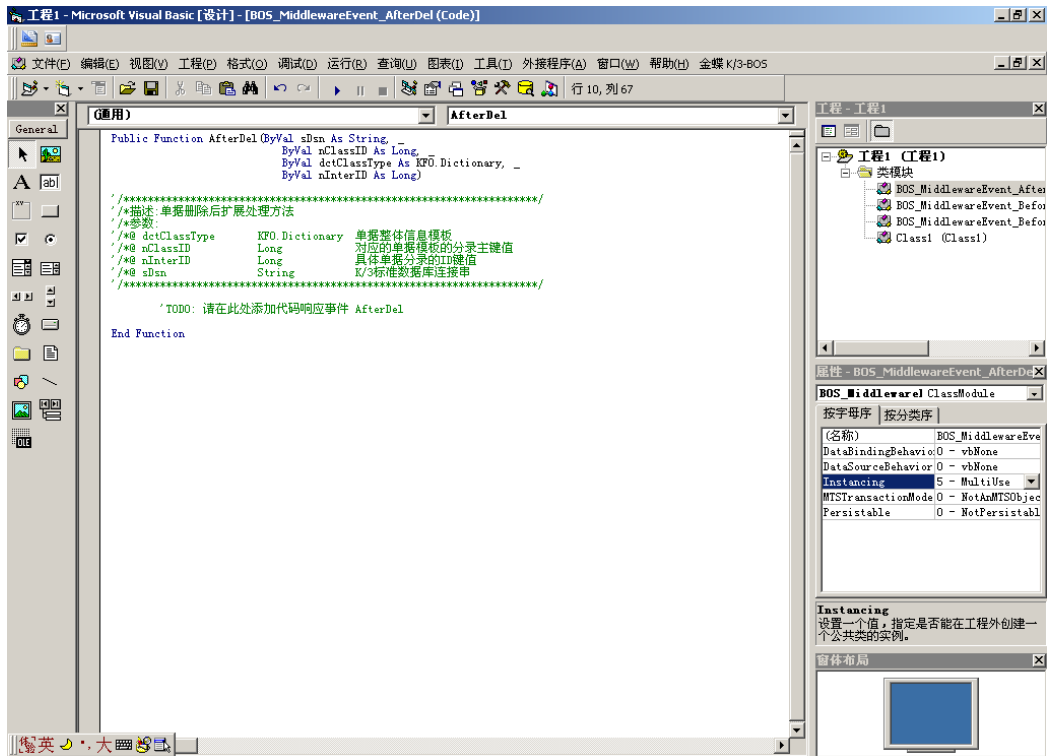 工程1 - Microsoft Visual Basic [设计] - [BOS_MiddlewareEvent_AfterDel (Code)]
文件(F) 编辑(E) 视图(V) 工程(P) 格式(O) 调试(D) 运行(R) 查询(U) 图表(I) 工具(T) 外接程序(A) 窗口(W) 帮助(H) 金蝶 K/3-BOS
行 10, 列 67
General
(通用)
AfterDel
Public Function AfterDel(ByVal sDsn As String, _
ByVal nClassID As Long, _
ByVal dctClassType As KFO.Dictionary, _
ByVal nInterID As Long)
'/*描述:单据删除后扩展处理方法
'/*参数:
'/*@ dctClassType KFO.Dictionary 单据整体信息模板
'/*@ nClassID Long 对应的单据模板的分录主键值
'/*@ nInterID Long 具体单据分录的ID键值
'/*@ sDsn String K/3标准数据库连接串
'TODO: 请在此处添加代码响应事件 AfterDel
End Function
工程 - 工程1
工程1 (工程1)
类模块
BOS_MiddlewareEvent_After
BOS_MiddlewareEvent_Befor
BOS_MiddlewareEvent_Befor
Class1 (Class1)
属性 - BOS_MiddlewareEvent_AfterDe
BOS_Middleware ClassModule
按字母序 按分类序
(名称) BOS_MiddlewareEve
DataBindingBehavio 0 - vbNone
DataSourceBehavior 0 - vbNone
Instancing 5 - MultiUse
MTSTransactionMode 0 - NotAnMTSObjec
Persistable 0 - NotPersistabl
Instancing
设置一个值，指定是否能在工程外创建一
个公共类的实例。
窗体布局
A ab|
xv
OLE
英 大